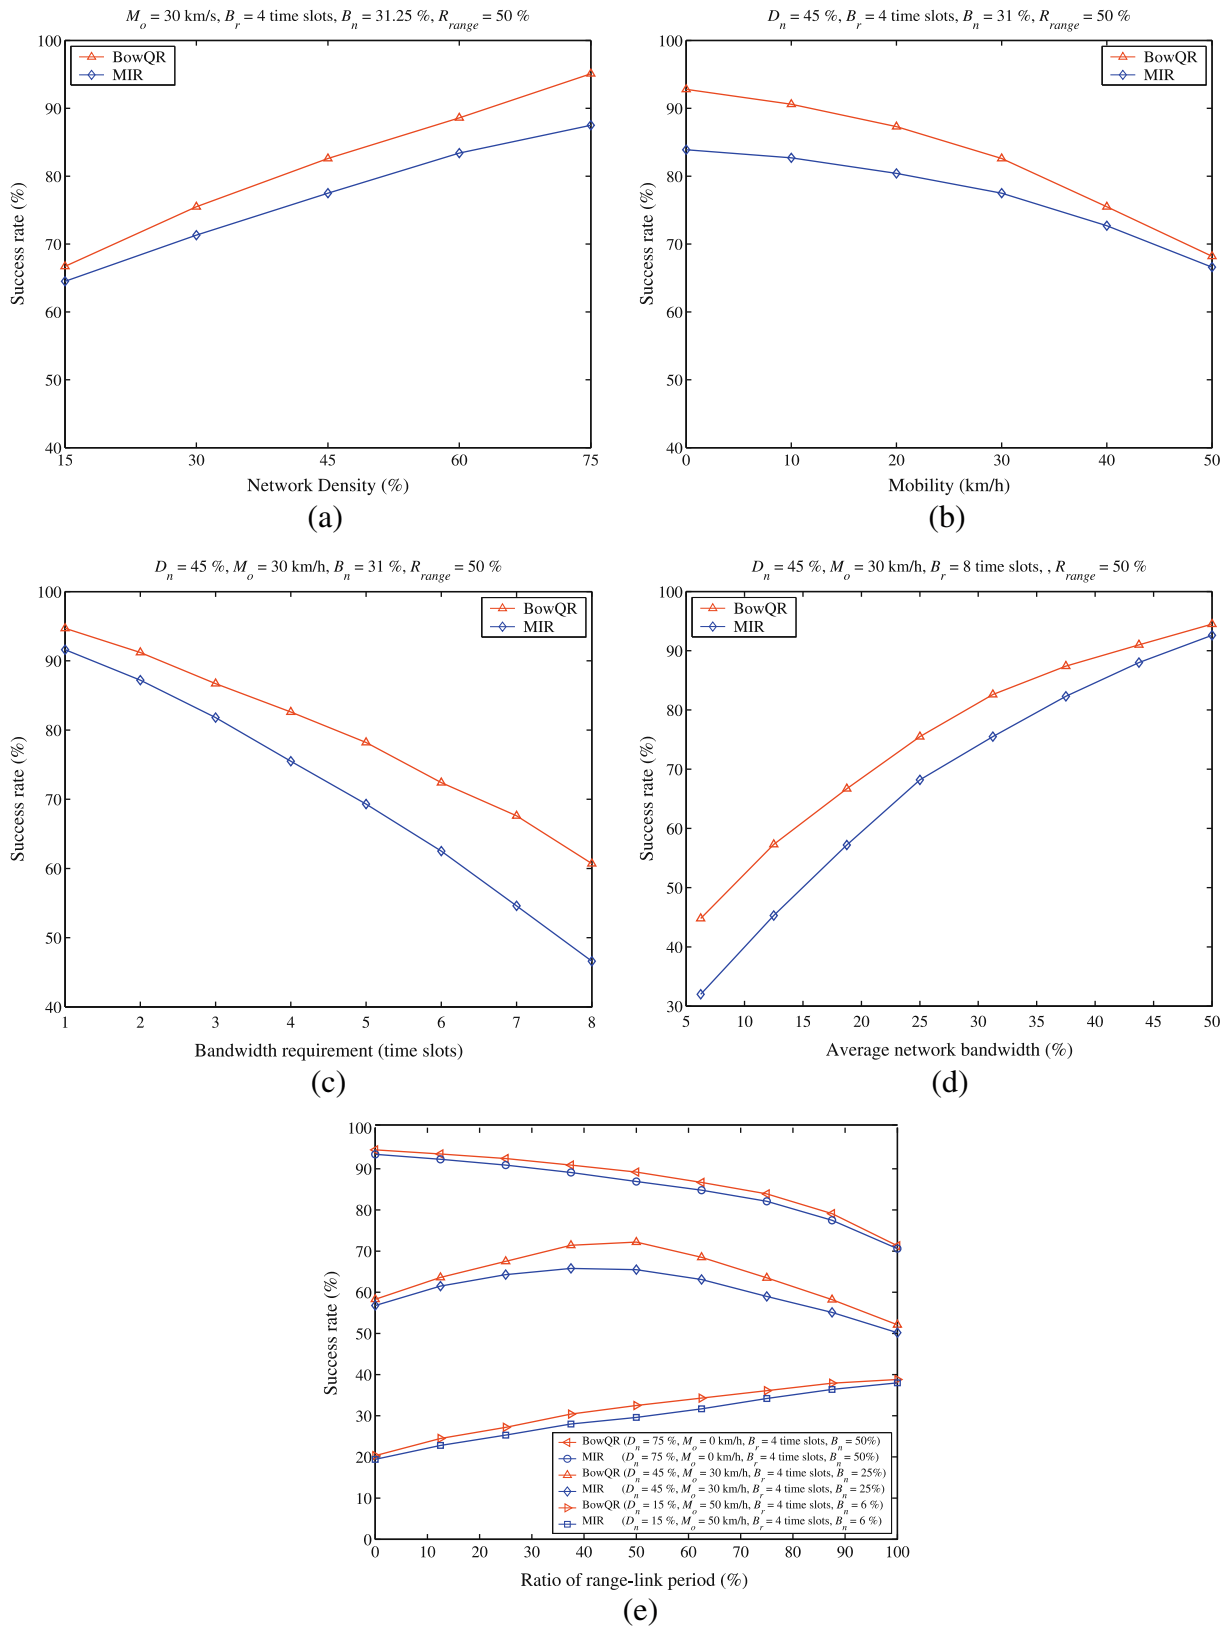 M_o = 30 km/s, B_r = 4 time slots, B_n = 31.25 %, R_range = 50 %
100
90
80
70
60
50
40
Success rate (%)
BowQR
MIR
15 30 45 60 75
Network Density (%)
(a)
D_n = 45 %, B_r = 4 time slots, B_n = 31 %, R_range = 50 %
100
90
80
70
60
50
40
Success rate (%)
BowQR
MIR
0 10 20 30 40 50
Mobility (km/h)
(b)
D_n = 45 %, M_o = 30 km/h, B_n = 31 %, R_range = 50 %
100
90
80
70
60
50
40
Success rate (%)
BowQR
MIR
1 2 3 4 5 6 7 8
Bandwidth requirement (time slots)
(c)
D_n = 45 %, M_o = 30 km/h, B_r = 8 time slots, , R_range = 50 %
100
90
80
70
60
50
40
30
Success rate (%)
BowQR
MIR
5 10 15 20 25 30 35 40 45 50
Average network bandwidth (%)
(d)
100
90
80
70
60
50
40
30
20
10
0
Success rate (%)
BowQR (D_n = 75 %, M_o = 0 km/h, B_r = 4 time slots, B_n = 50%)
MIR (D_n = 75 %, M_o = 0 km/h, B_r = 4 time slots, B_n = 50%)
BowQR (D_n = 45 %, M_o = 30 km/h, B_r = 4 time slots, B_n = 25%)
MIR (D_n = 45 %, M_o = 30 km/h, B_r = 4 time slots, B_n = 25%)
BowQR (D_n = 15 %, M_o = 50 km/h, B_r = 4 time slots, B_n = 6 %)
MIR (D_n = 15 %, M_o = 50 km/h, B_r = 4 time slots, B_n = 6 %)
0 10 20 30 40 50 60 70 80 90 100
Ratio of range-link period (%)
(e)